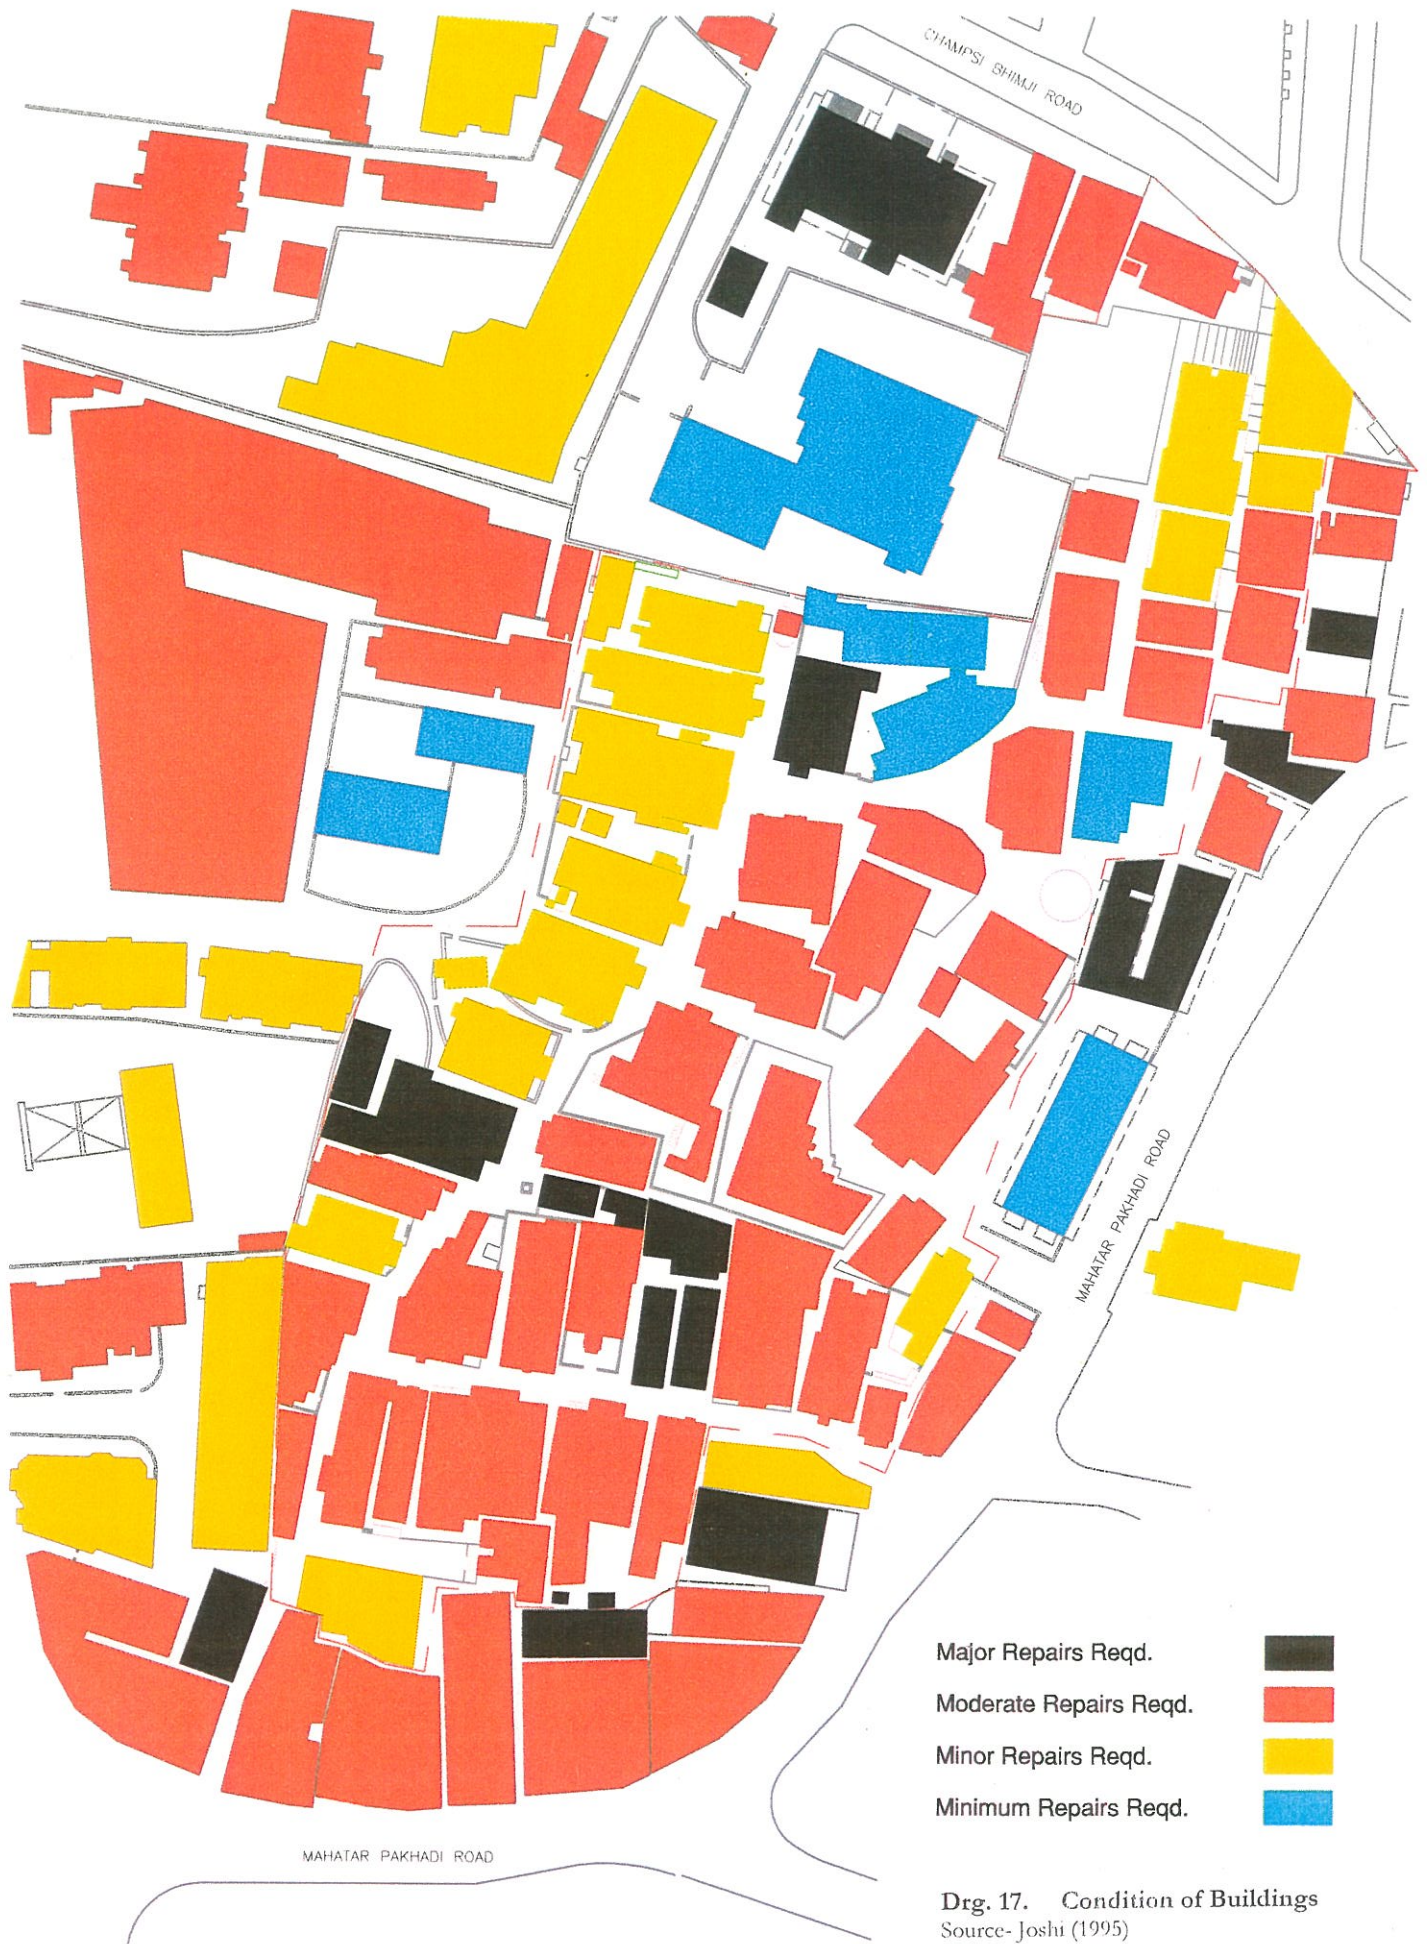 CHAMPSI BHIMJI ROAD
MAHATAR PAKHADI ROAD
Major Repairs Reqd.
Moderate Repairs Reqd.
Minor Repairs Reqd.
Minimum Repairs Reqd.
MAHATAR PAKHADI ROAD
Drg. 17. Condition of Buildings
Source- Joshi (1995)